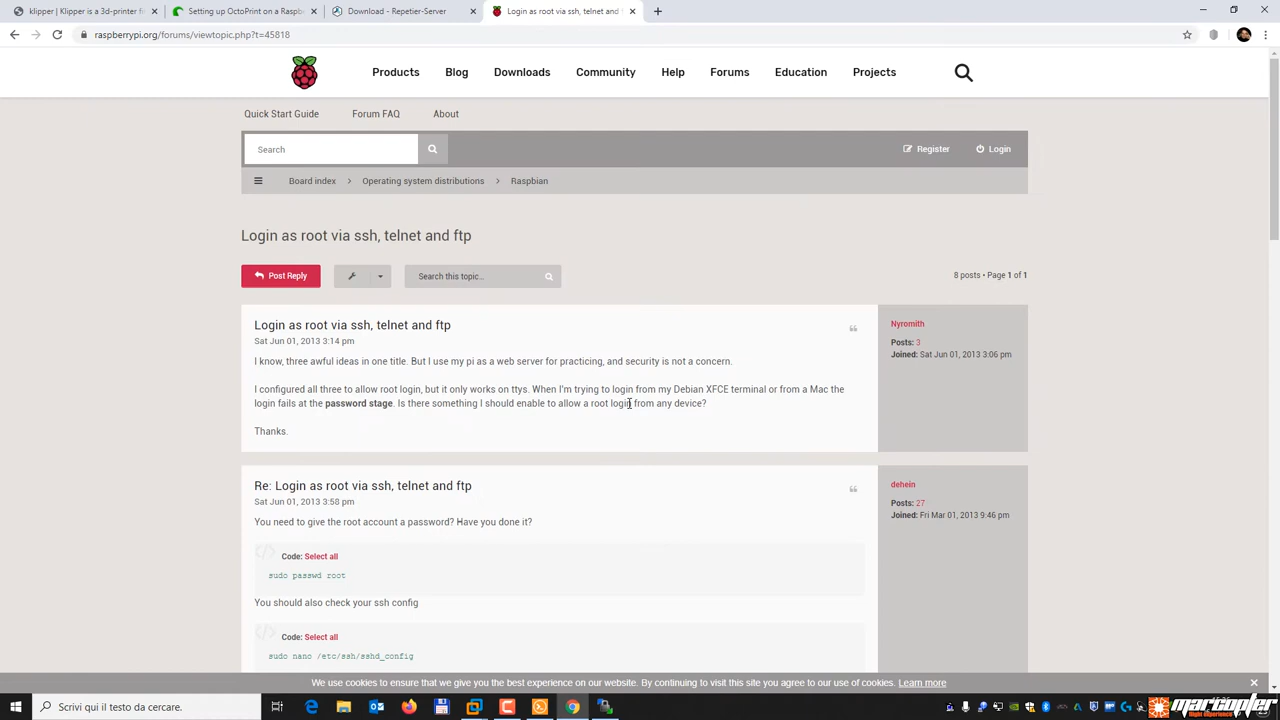 klipper | Klipper is a 3d-printer f
Setting up OctoPrint on a Raspb
Download - Repetier-Server
Login as root via ssh, telnet and f
raspberrypi.org/forums/viewtopic.php?t=45818
Products Blog Downloads Community Help Forums Education Projects
Quick Start Guide Forum FAQ About
Search Register Login
Board index Operating system distributions Raspbian
Login as root via ssh, telnet and ftp
Post Reply Search this topic... 8 posts • Page 1 of 1
Login as root via ssh, telnet and ftp
Nyromith
Sat Jun 01, 2013 3:14 pm
Posts: 3
Joined: Sat Jun 01, 2013 3:06 pm
I know, three awful ideas in one title. But I use my pi as a web server for practicing, and security is not a concern.
I configured all three to allow root login, but it only works on ttys. When I'm trying to login from my Debian XFCE terminal or from a Mac the
login fails at the password stage. Is there something I should enable to allow a root login from any device?
Thanks.
Re: Login as root via ssh, telnet and ftp
dehein
Sat Jun 01, 2013 3:58 pm
Posts: 27
Joined: Fri Mar 01, 2013 9:46 pm
You need to give the root account a password? Have you done it?
Code: Select all
sudo passwd root
You should also check your ssh config
Code: Select all
sudo nano /etc/ssh/sshd_config
We use cookies to ensure that we give you the best experience on our website. By continuing to visit this site you agree to our use of cookies. Learn more
Scrivi qui il testo da cercare.
marcopter